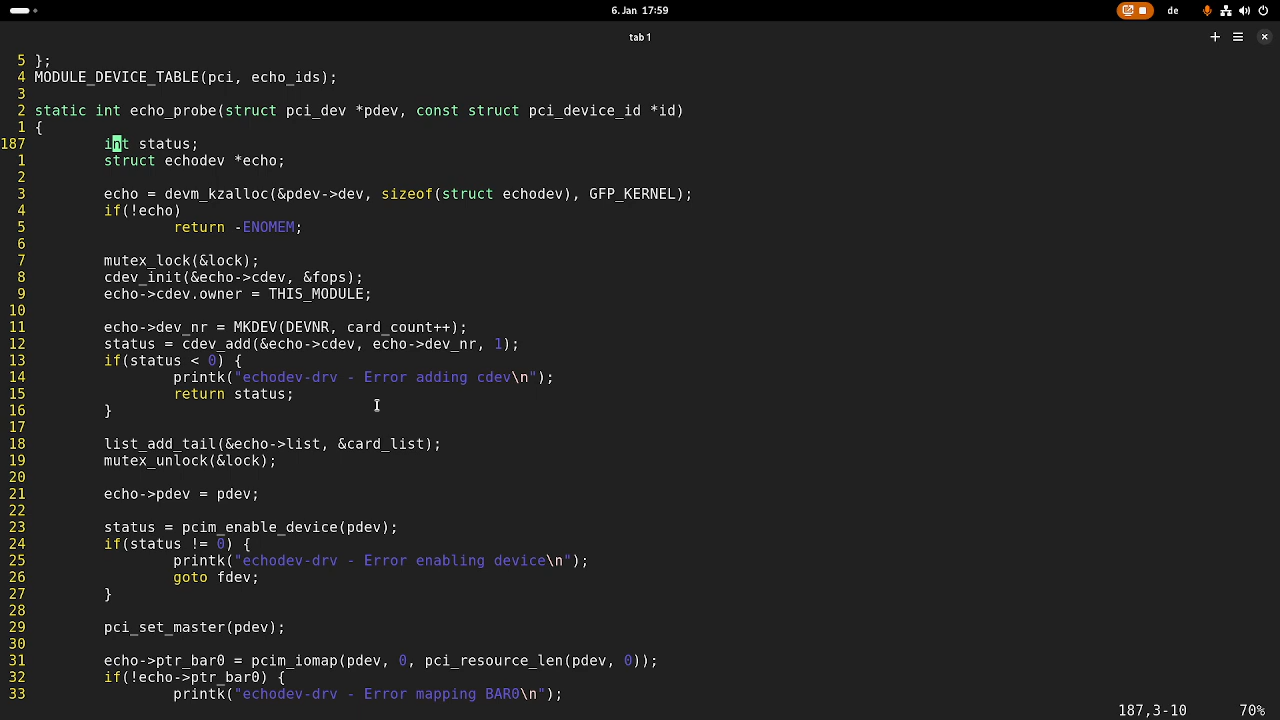 6. Jan 17:59
de
tab 1
5 };
4 MODULE_DEVICE_TABLE(pci, echo_ids);
3
2 static int echo_probe(struct pci_dev *pdev, const struct pci_device_id *id)
1 {
187 int status;
1 struct echodev *echo;
2
3 echo = devm_kzalloc(&pdev->dev, sizeof(struct echodev), GFP_KERNEL);
4 if(!echo)
5 return -ENOMEM;
6
7 mutex_lock(&lock);
8 cdev_init(&echo->cdev, &fops);
9 echo->cdev.owner = THIS_MODULE;
10
11 echo->dev_nr = MKDEV(DEVNR, card_count++);
12 status = cdev_add(&echo->cdev, echo->dev_nr, 1);
13 if(status < 0) {
14 printk("echodev-drv - Error adding cdev\n");
15 return status;
16 }
17
18 list_add_tail(&echo->list, &card_list);
19 mutex_unlock(&lock);
20
21 echo->pdev = pdev;
22
23 status = pcim_enable_device(pdev);
24 if(status != 0) {
25 printk("echodev-drv - Error enabling device\n");
26 goto fdev;
27 }
28
29 pci_set_master(pdev);
30
31 echo->ptr_bar0 = pcim_iomap(pdev, 0, pci_resource_len(pdev, 0));
32 if(!echo->ptr_bar0) {
33 printk("echodev-drv - Error mapping BAR0\n");
187,3-10 70%